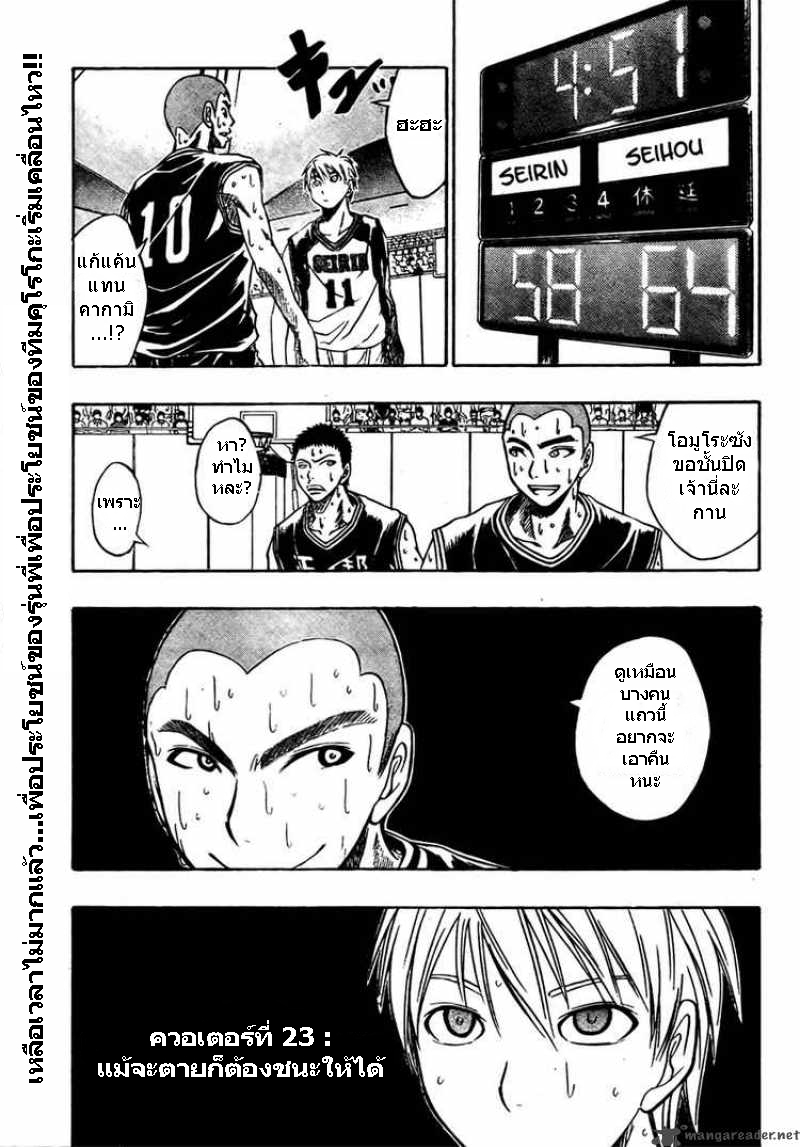 4:51
SEIRIN
SEIHOU
1 2 3 4 休 延
58 64
キュッ
ฮะฮะ
10
SEIRIN
11
แก้แค้น
แทน
คากามิ
...!?
เหลือเวลาไม่มากแล้ว...เพื่อประโยชน์ของรุ่นพี่เพื่อประโยชน์ของทีมคุโรโกะเริ่มเคลื่อนไหว!!
โอมูโระซัง
ขอชั้นปิด
เจ้านี่ละ
กาน
หา?
ทำไม
หละ?
เพราะ
...
正邦
ดูเหมือน
บางคน
แถวนี้
อยากจะ
เอาคืน
หนะ
ควอเตอร์ที่ 23 :
แม้จะตายก็ต้องชนะให้ได้
mangareader.net